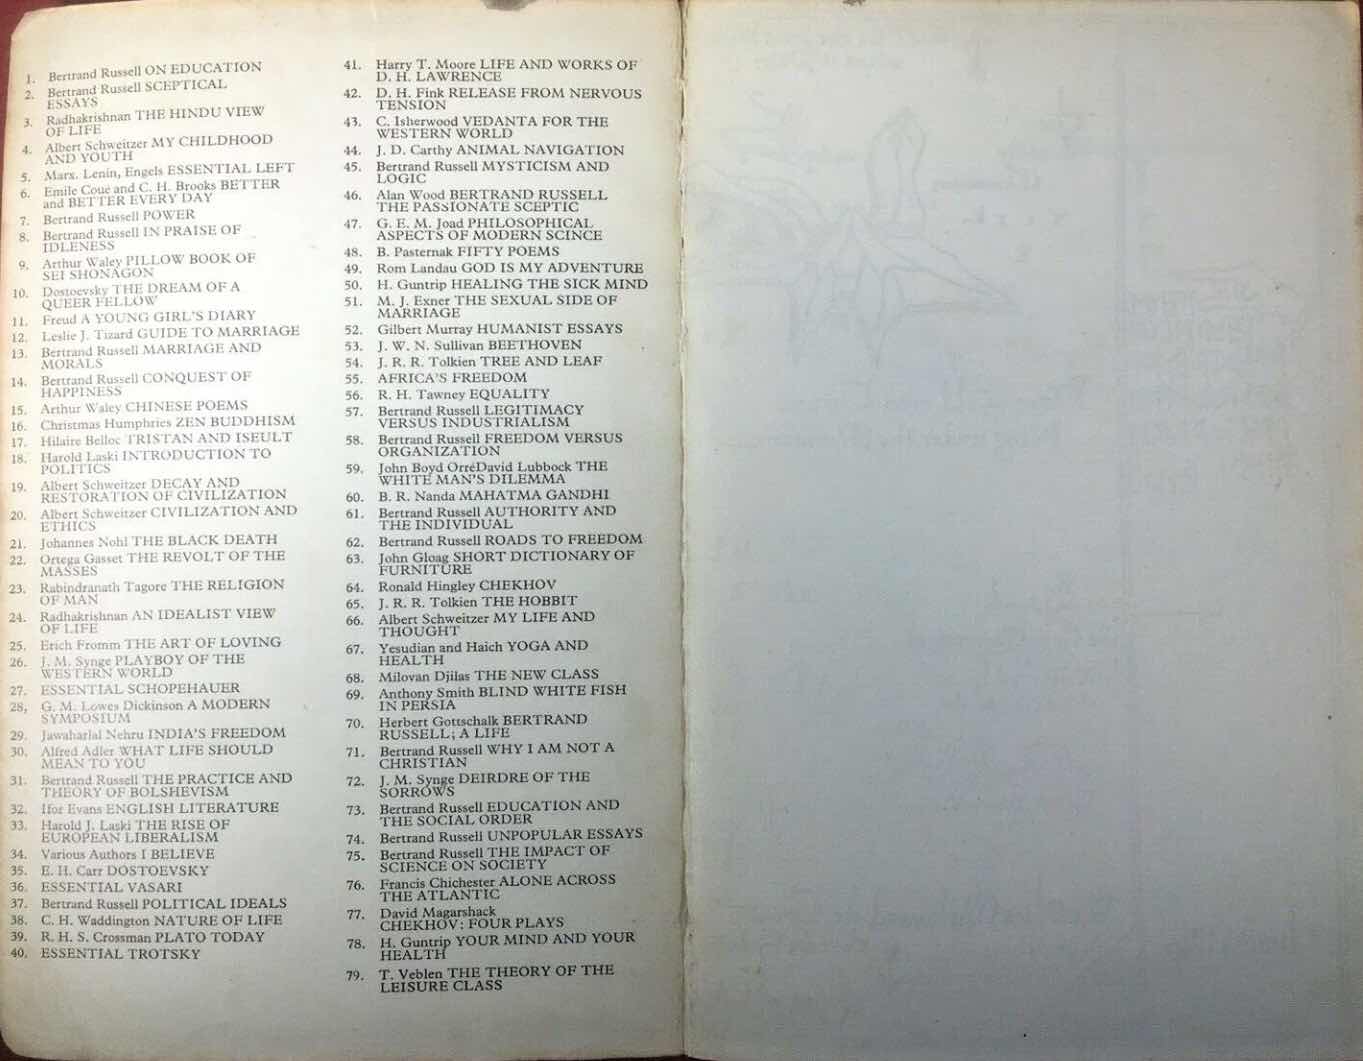 1. Bertrand Russell ON EDUCATION
2. Bertrand Russell SCEPTICAL
ESSAYS
3. Radhakrishnan THE HINDU VIEW
OF LIFE
4. Albert Schweitzer MY CHILDHOOD
AND YOUTH
5. Marx. Lenin, Engels ESSENTIAL LEFT
6. Emile Coue and C. H. Brooks BETTER
and BETTER EVERY DAY
7. Bertrand Russell POWER
8. Bertrand Russell IN PRAISE OF
IDLENESS
9. Arthur Waley PILLOW BOOK OF
SEI SHONAGON
10. Dostoevsky THE DREAM OF A
QUEER FELLOW
11. Freud A YOUNG GIRL'S DIARY
12. Leslie J. Tizard GUIDE TO MARRIAGE
13. Bertrand Russell MARRIAGE AND
MORALS
14. Bertrand Russell CONQUEST OF
HAPPINESS
15. Arthur Waley CHINESE POEMS
16. Christmas Humphries ZEN BUDDHISM
17. Hilaire Belloc TRISTAN AND ISEULT
18. Harold Laski INTRODUCTION TO
POLITICS
19. Albert Schweitzer DECAY AND
RESTORATION OF CIVILIZATION
20. Albert Schweitzer CIVILIZATION AND
ETHICS
21. Johannes Nohl THE BLACK DEATH
22. Ortega Gasset THE REVOLT OF THE
MASSES
23. Rabindranath Tagore THE RELIGION
OF MAN
24. Radhakrishnan AN IDEALIST VIEW
OF LIFE
25. Erich Fromm THE ART OF LOVING
26. J. M. Synge PLAYBOY OF THE
WESTERN WORLD
27. ESSENTIAL SCHOPEHAUER
28, G. M. Lowes Dickinson A MODERN
SYMPOSIUM
29. Jawaharlal Nehru INDIA'S FREEDOM
30. Alfred Adler WHAT LIFE SHOULD
MEAN TO YOU
31. Bertrand Russell THE PRACTICE AND
THEORY OF BOLSHEVISM
32. Ifor Evans ENGLISH LITERATURE
33. Harold J. Laski THE RISE OF
EUROPEAN LIBERALISM
34. Various Authors I BELIEVE
35. E. H. Carr DOSTOEVSKY
36. ESSENTIAL VASARI
37. Bertrand Russell POLITICAL IDEALS
38. C. H. Waddington NATURE OF LIFE
39. R. H. S. Crossman PLATO TODAY
40. ESSENTIAL TROTSKY
41. Harry T. Moore LIFE AND WORKS OF
D. H. LAWRENCE
42. D. H. Fink RELEASE FROM NERVOUS
TENSION
43. C. Isherwood VEDANTA FOR THE
WESTERN WORLD
44. J. D. Carthy ANIMAL NAVIGATION
45. Bertrand Russell MYSTICISM AND
LOGIC
46. Alan Wood BERTRAND RUSSELL
THE PASSIONATE SCEPTIC
47. G. E. M. Joad PHILOSOPHICAL
ASPECTS OF MODERN SCINCE
48. B. Pasternak FIFTY POEMS
49. Rom Landau GOD IS MY ADVENTURE
50. H. Guntrip HEALING THE SICK MIND
51. M. J. Exner THE SEXUAL SIDE OF
MARRIAGE
52. Gilbert Murray HUMANIST ESSAYS
53. J. W. N. Sullivan BEETHOVEN
54. J. R. R. Tolkien TREE AND LEAF
55. AFRICA'S FREEDOM
56. R. H. Tawney EQUALITY
57. Bertrand Russell LEGITIMACY
VERSUS INDUSTRIALISM
58. Bertrand Russell FREEDOM VERSUS
ORGANIZATION
59. John Boyd OrréDavid Lubbock THE
WHITE MAN'S DILEMMA
60. B. R. Nanda MAHATMA GANDHI
61. Bertrand Russell AUTHORITY AND
THE INDIVIDUAL
62. Bertrand Russell ROADS TO FREEDOM
63. John Gloag SHORT DICTIONARY OF
FURNITURE
64. Ronald Hingley CHEKHOV
65. J. R. R. Tolkien THE HOBBIT
66. Albert Schweitzer MY LIFE AND
THOUGHT
67. Yesudian and Haich YOGA AND
HEALTH
68. Milovan Djilas THE NEW CLASS
69. Anthony Smith BLIND WHITE FISH
IN PERSIA
70. Herbert Gottschalk BERTRAND
RUSSELL; A LIFE
71. Bertrand Russell WHY I AM NOT A
CHRISTIAN
72. J. M. Synge DEIRDRE OF THE
SORROWS
73. Bertrand Russell EDUCATION AND
THE SOCIAL ORDER
74. Bertrand Russell UNPOPULAR ESSAYS
75. Bertrand Russell THE IMPACT OF
SCIENCE ON SOCIETY
76. Francis Chichester ALONE ACROSS
THE ATLANTIC
77. David Magarshack
CHEKHOV: FOUR PLAYS
78. H. Guntrip YOUR MIND AND YOUR
HEALTH
79. T. Veblen THE THEORY OF THE
LEISURE CLASS